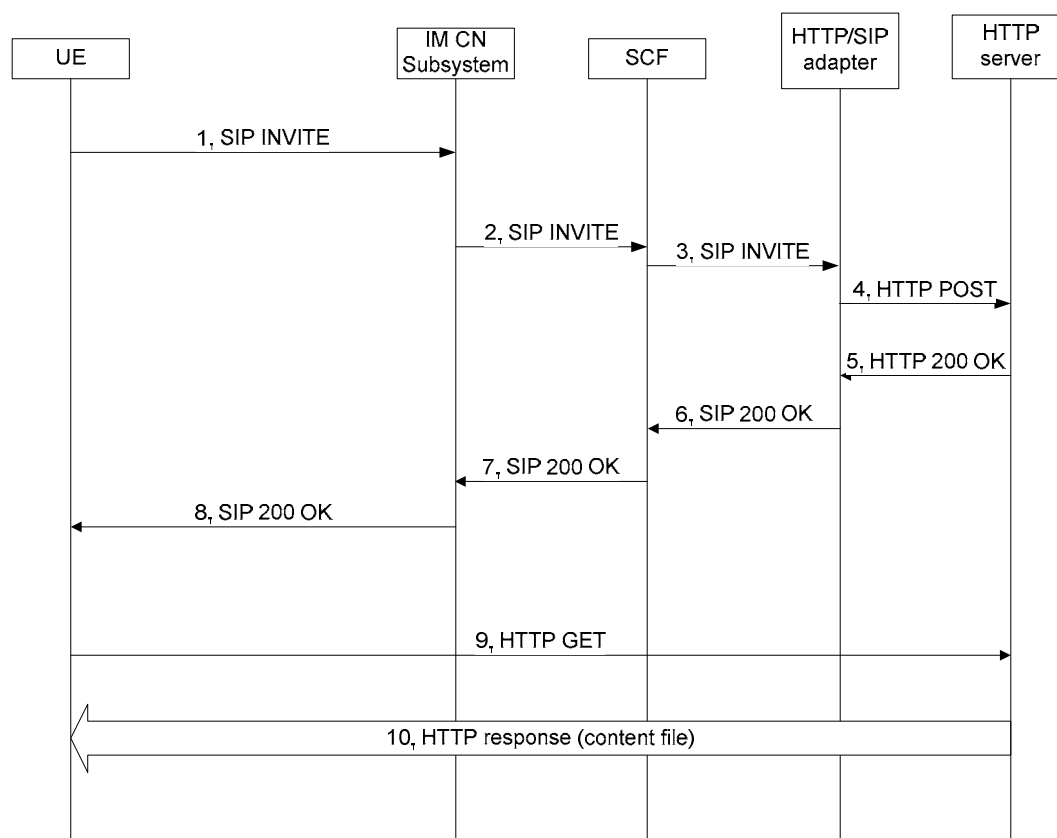 UE
IM CN
Subsystem
SCF
HTTP/SIP
adapter
HTTP
server
1, SIP INVITE
2, SIP INVITE
3, SIP INVITE
4, HTTP POST
5, HTTP 200 OK
6, SIP 200 OK
7, SIP 200 OK
8, SIP 200 OK
9, HTTP GET
10, HTTP response (content file)